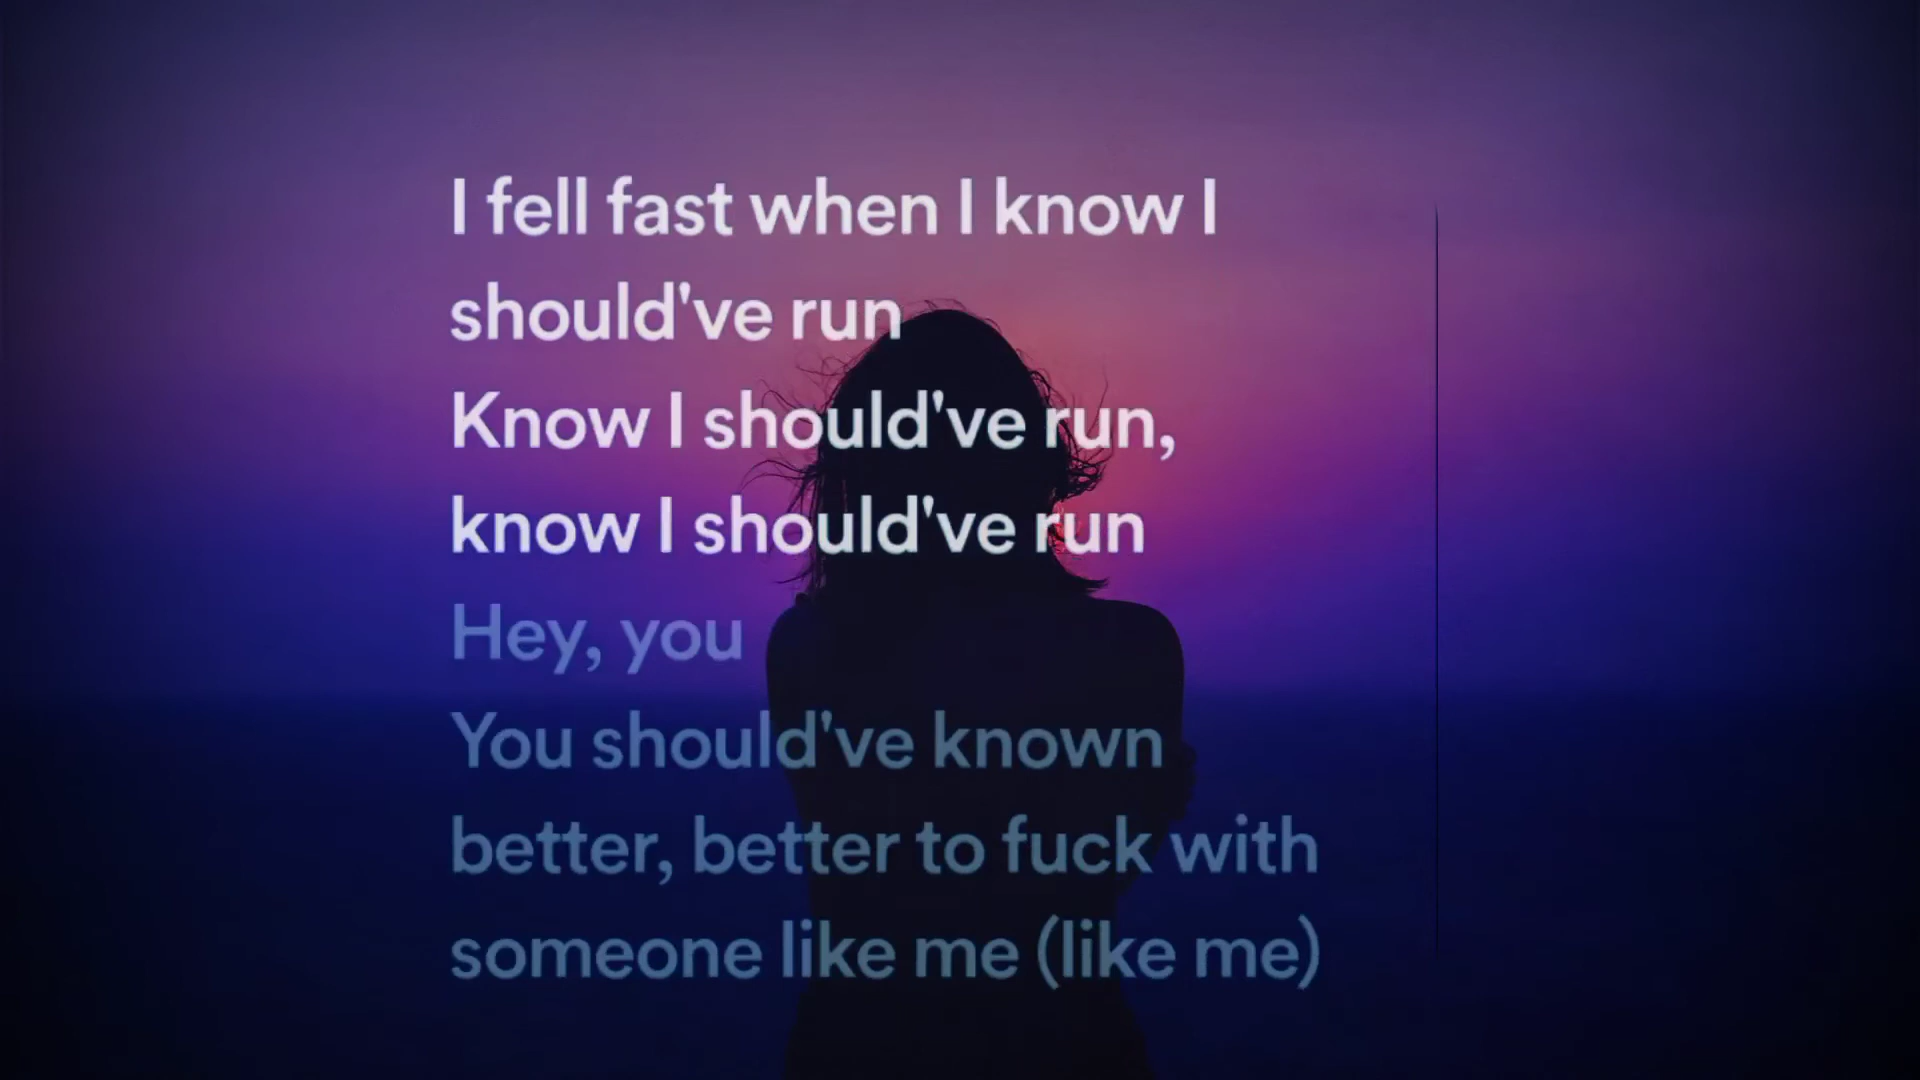 I fell fast when I know I
should've run
Know I should've run,
know I should've run
Hey, you
You should've known
better, better to fuck with
someone like me (like me)